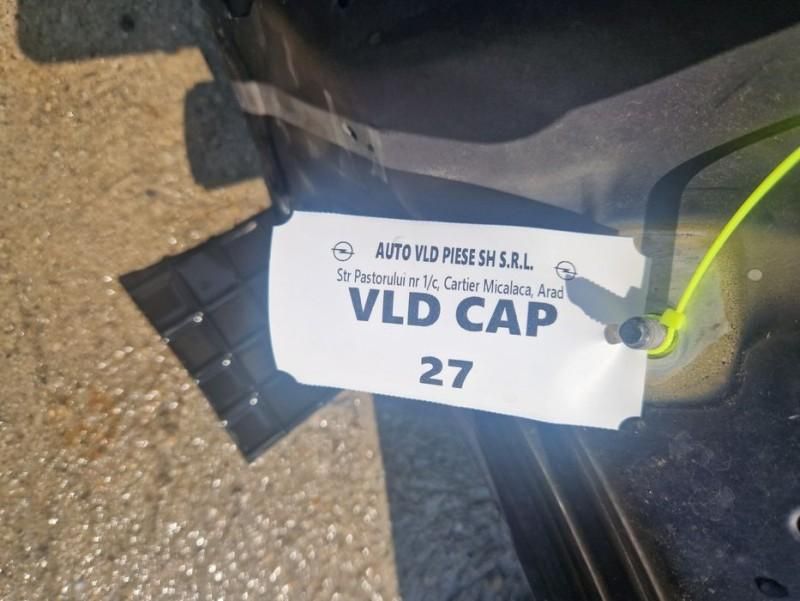 AUTO VLD PIESE SH S.R.L.
Str Pastorului nr 1/c, Cartier Micalaca, Arad
VLD CAP
27